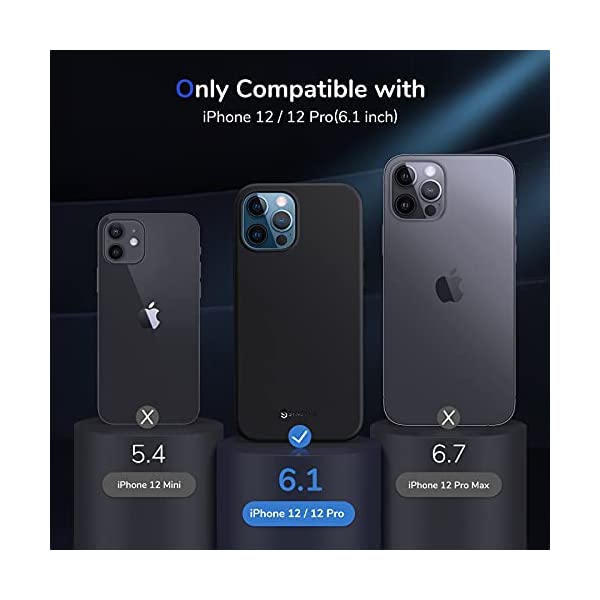 Only Compatible with
iPhone 12 / 12 Pro(6.1 inch)
X
X
5.4
6.1
6.7
iPhone 12 Mini
iPhone 12 / 12 Pro
iPhone 12 Pro Max